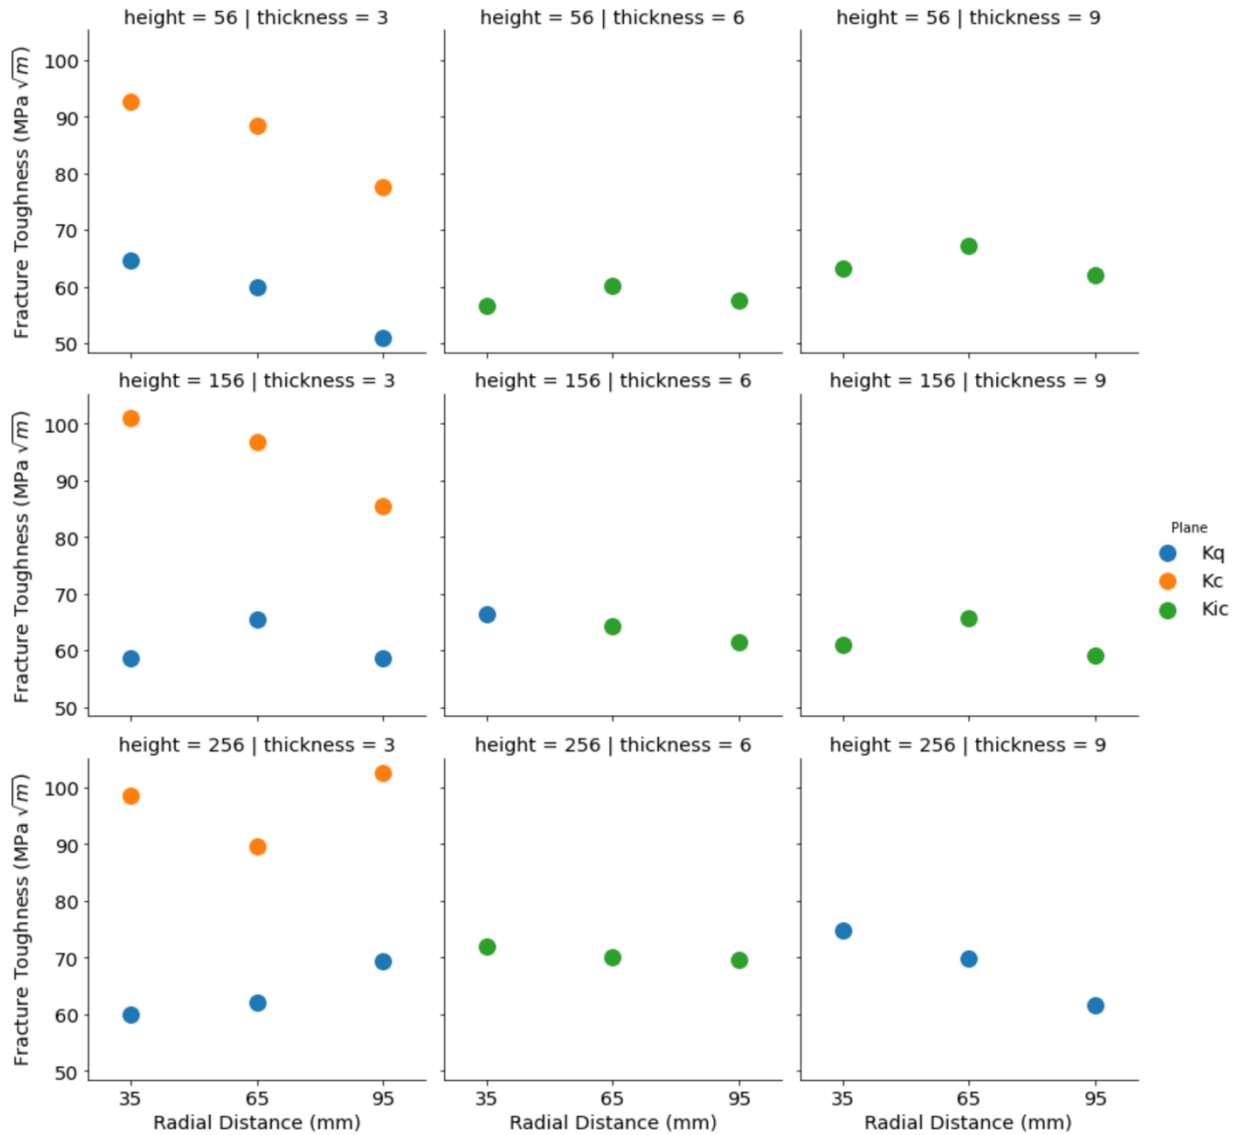 height = 56 | thickness = 3
height = 56 | thickness = 6
height = 56 | thickness = 9
Fracture Toughness (MPa √m)
100
90
80
70
60
50
height = 156 | thickness = 3
height = 156 | thickness = 6
height = 156 | thickness = 9
Fracture Toughness (MPa √m)
100
90
80
70
60
50
Plane
Kq
Kc
Kic
height = 256 | thickness = 3
height = 256 | thickness = 6
height = 256 | thickness = 9
Fracture Toughness (MPa √m)
100
90
80
70
60
50
35 65 95
35 65 95
35 65 95
Radial Distance (mm)
Radial Distance (mm)
Radial Distance (mm)